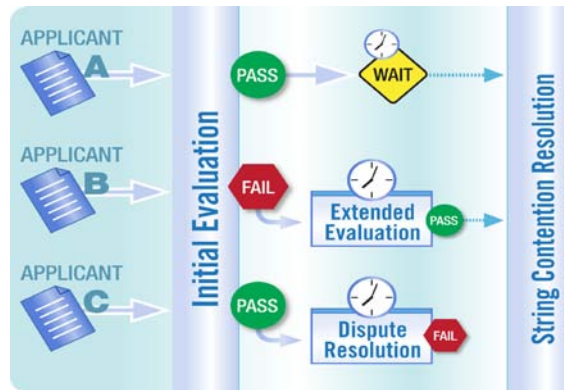 APPLICANT
A
PASS
WAIT
APPLICANT
B
FAIL
Extended
Evaluation
PASS
APPLICANT
C
PASS
Dispute
Resolution
FAIL
Initial Evaluation
String Contention Resolution